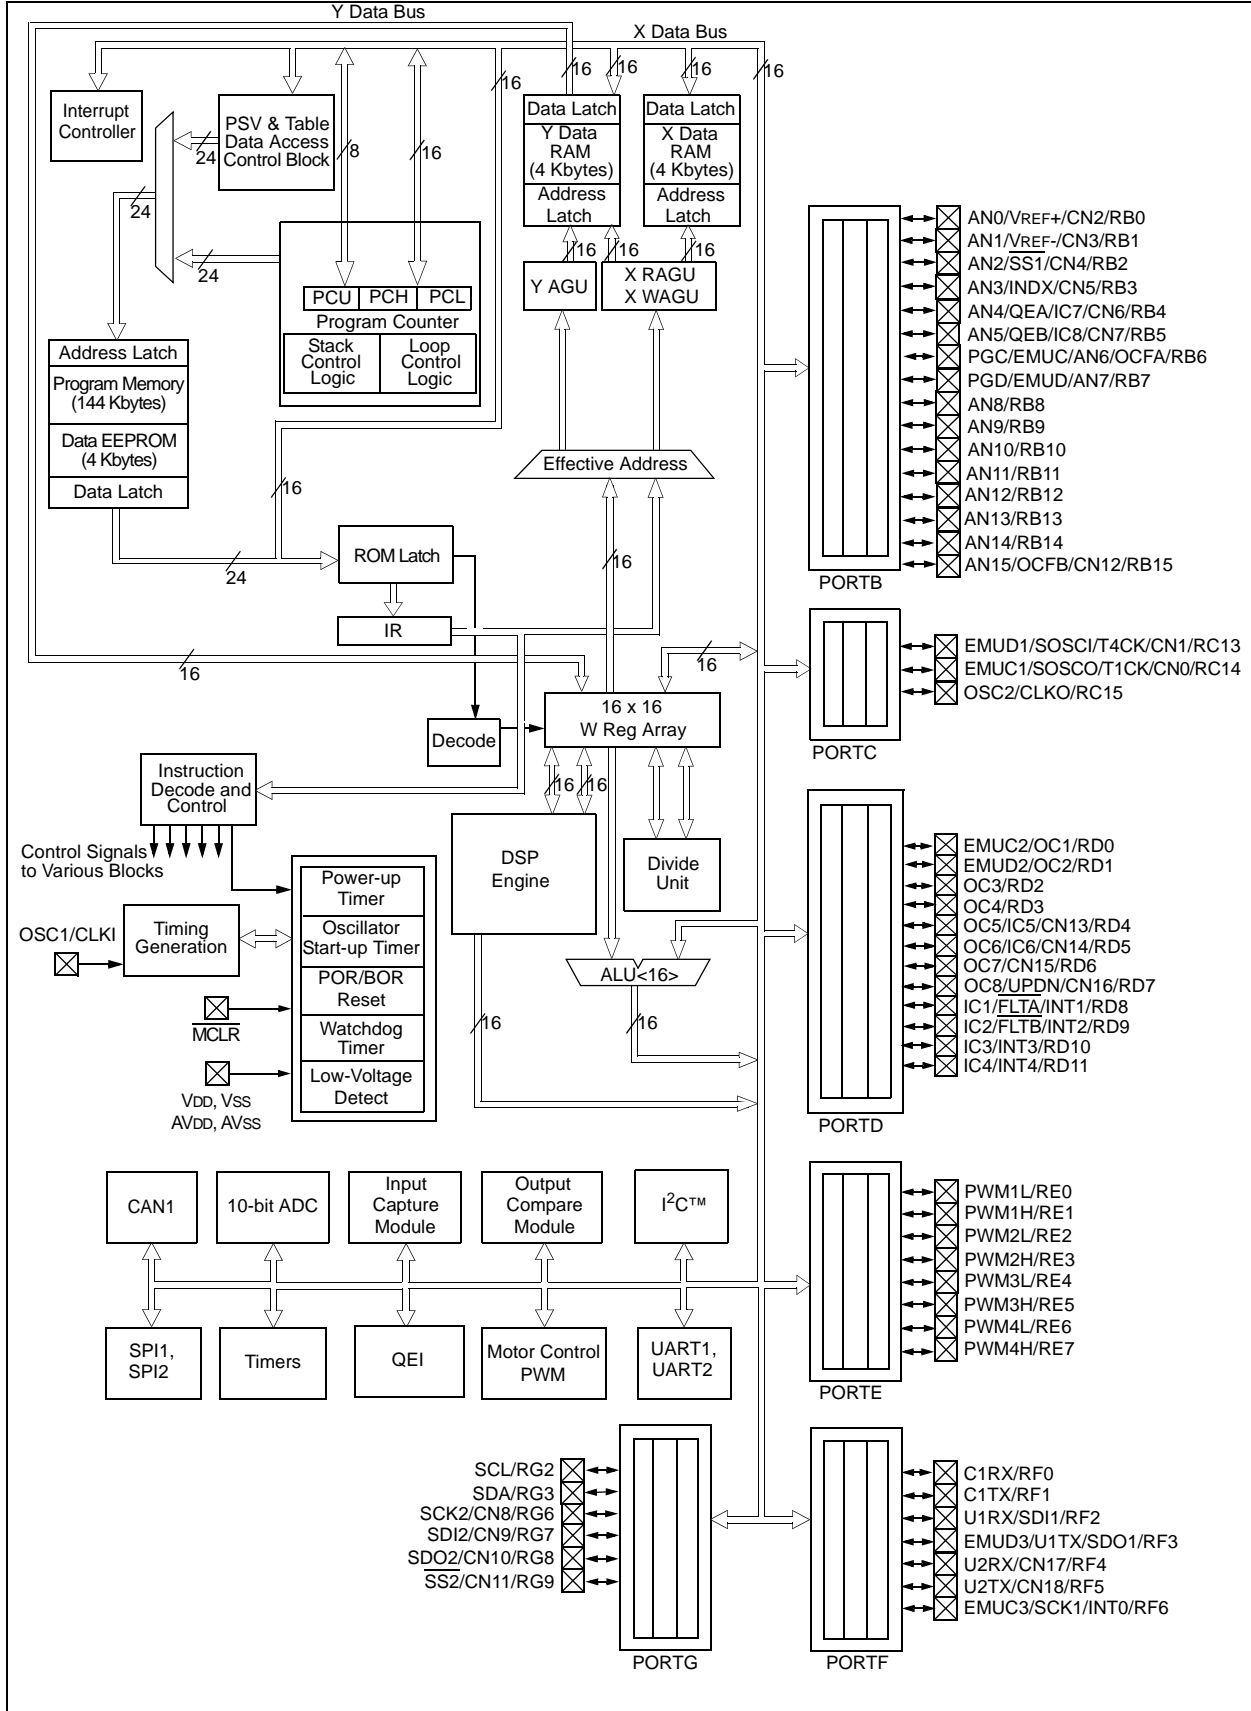 Y Data Bus
X Data Bus
16
16
16
16
16
16
Interrupt
Controller
PSV & Table
Data Access
Control Block
8
16
24
24
24
Data Latch
Y Data
RAM
(4 Kbytes)
Address
Latch
Data Latch
X Data
RAM
(4 Kbytes)
Address
Latch
16
16
16
Y AGU
X RAGU
X WAGU
PCU
PCH
PCL
Program Counter
Stack
Control
Logic
Loop
Control
Logic
Address Latch
Program Memory
(144 Kbytes)
Data EEPROM
(4 Kbytes)
Data Latch
Effective Address
16
24
ROM Latch
16
IR
16
16
16 x 16
W Reg Array
Decode
Instruction
Decode and
Control
16
16
Control Signals
to Various Blocks
DSP
Engine
Divide
Unit
Power-up
Timer
Oscillator
Start-up Timer
POR/BOR
Reset
Watchdog
Timer
Low-Voltage
Detect
OSC1/CLKI
Timing
Generation
MCLR
VDD, VSS
AVDD, AVSS
ALU<16>
16
16
CAN1
10-bit ADC
Input
Capture
Module
Output
Compare
Module
I2C™
SPI1,
SPI2
Timers
QEI
Motor Control
PWM
UART1,
UART2
AN0/VREF+/CN2/RB0
AN1/VREF-/CN3/RB1
AN2/SS1/CN4/RB2
AN3/INDX/CN5/RB3
AN4/QEA/IC7/CN6/RB4
AN5/QEB/IC8/CN7/RB5
PGC/EMUC/AN6/OCFA/RB6
PGD/EMUD/AN7/RB7
AN8/RB8
AN9/RB9
AN10/RB10
AN11/RB11
AN12/RB12
AN13/RB13
AN14/RB14
AN15/OCFB/CN12/RB15
PORTB
EMUD1/SOSCI/T4CK/CN1/RC13
EMUC1/SOSCO/T1CK/CN0/RC14
OSC2/CLKO/RC15
PORTC
EMUC2/OC1/RD0
EMUD2/OC2/RD1
OC3/RD2
OC4/RD3
OC5/IC5/CN13/RD4
OC6/IC6/CN14/RD5
OC7/CN15/RD6
OC8/UPDN/CN16/RD7
IC1/FLTA/INT1/RD8
IC2/FLTB/INT2/RD9
IC3/INT3/RD10
IC4/INT4/RD11
PORTD
PWM1L/RE0
PWM1H/RE1
PWM2L/RE2
PWM2H/RE3
PWM3L/RE4
PWM3H/RE5
PWM4L/RE6
PWM4H/RE7
PORTE
SCL/RG2
SDA/RG3
SCK2/CN8/RG6
SDI2/CN9/RG7
SDO2/CN10/RG8
SS2/CN11/RG9
PORTG
C1RX/RF0
C1TX/RF1
U1RX/SDI1/RF2
EMUD3/U1TX/SDO1/RF3
U2RX/CN17/RF4
U2TX/CN18/RF5
EMUC3/SCK1/INT0/RF6
PORTF